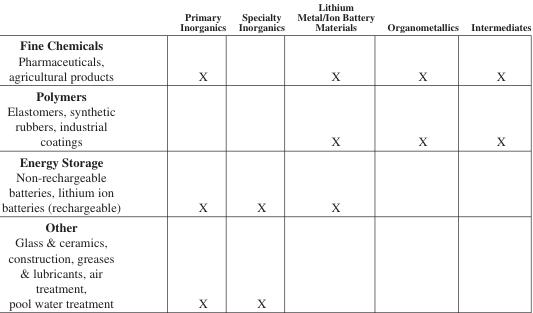 Lithium
Primary Specialty Metal/Ion Battery
Inorganics Inorganics Materials Organometallics Intermediates
Fine Chemicals
Pharmaceuticals,
agricultural products X X X X
Polymers
Elastomers, synthetic
rubbers, industrial
coatings X X X
Energy Storage
Non-rechargeable
batteries, lithium ion
batteries (rechargeable) X X X
Other
Glass & ceramics,
construction, greases
& lubricants, air
treatment,
pool water treatment X X